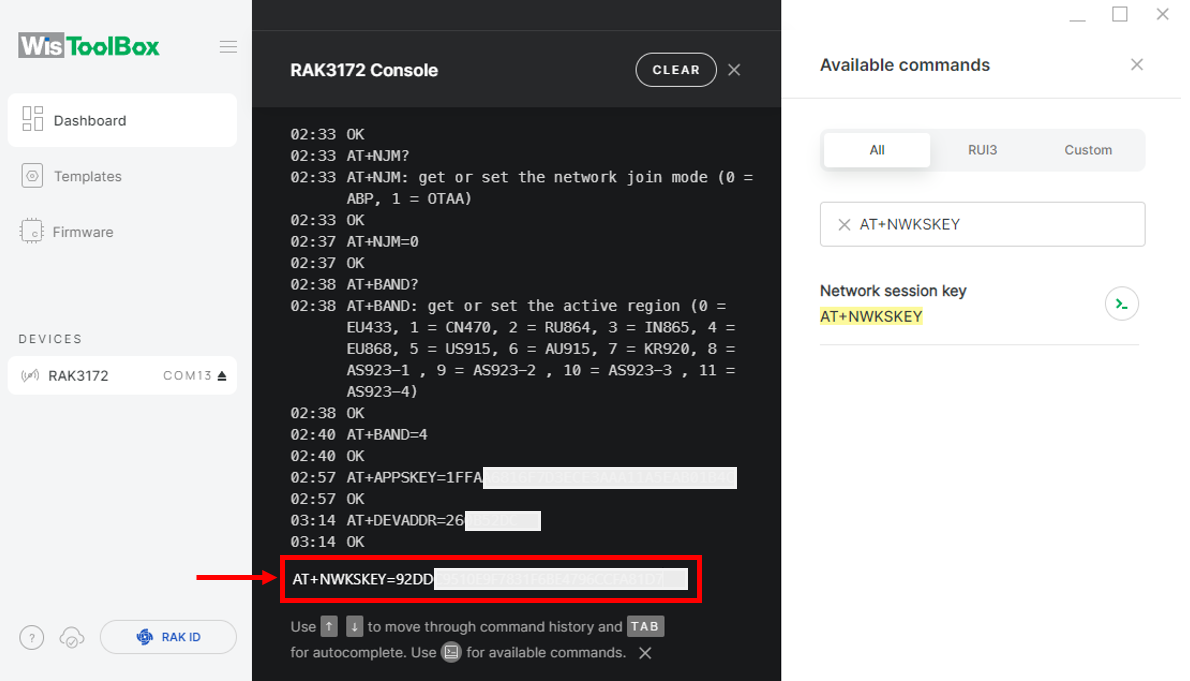 WisToolBox
Dashboard
Templates
Firmware
DEVICES
RAK3172 COM13
?
RAK ID
RAK3172 Console
CLEAR
02:33 OK
02:33 AT+NJM?
02:33 AT+NJM: get or set the network join mode (0 =
ABP, 1 = OTAA)
02:33 OK
02:37 AT+NJM=0
02:37 OK
02:38 AT+BAND?
02:38 AT+BAND: get or set the active region (0 =
EU433, 1 = CN470, 2 = RU864, 3 = IN865, 4 =
EU868, 5 = US915, 6 = AU915, 7 = KR920, 8 =
AS923-1 , 9 = AS923-2 , 10 = AS923-3 , 11 =
AS923-4)
02:38 OK
02:40 AT+BAND=4
02:40 OK
02:57 AT+APPSKEY=1FFA
02:57 OK
03:14 AT+DEVADDR=26
03:14 OK
AT+NWKSKEY=92DD
Use ↑ ↓ to move through command history and TAB
for autocomplete. Use for available commands.
Available commands
All RUI3 Custom
AT+NWKSKEY
Network session key
AT+NWKSKEY